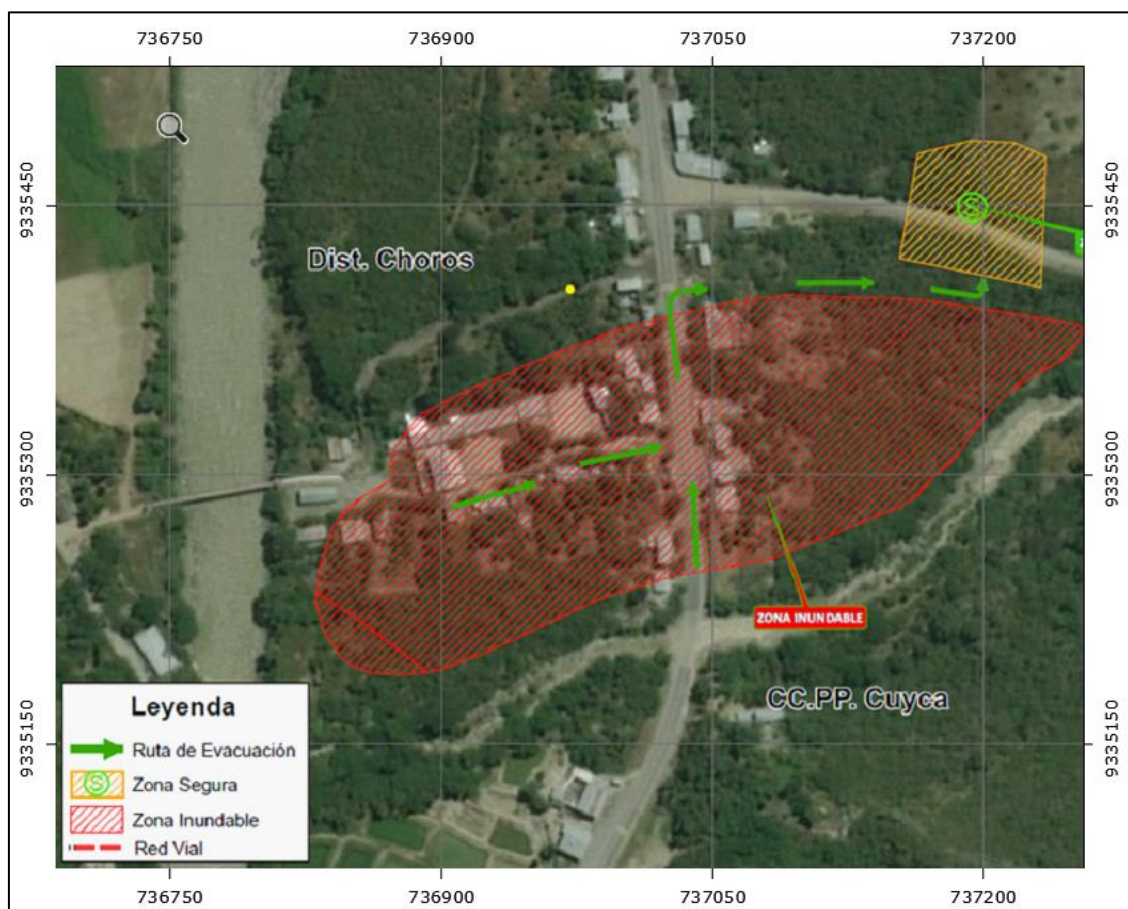 736750 736900 737050 737200
9335450
9335450
Dist. Choros
S
9335300
9335300
ZONA INUNDABLE
CC.PP. Cuyca
9335150
9335150
Leyenda
Ruta de Evacuación
S Zona Segura
Zona Inundable
Red Vial
736750 736900 737050 737200